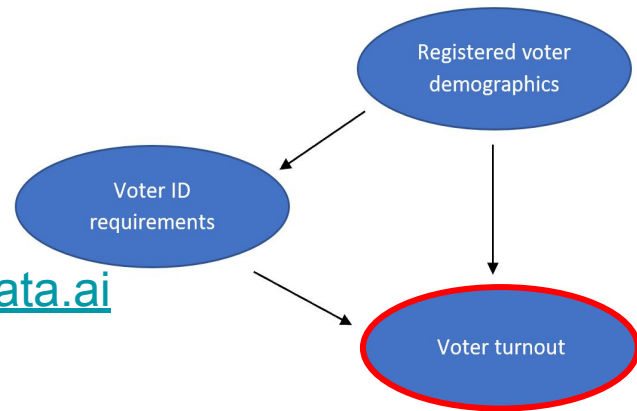 Registered voter
demographics
Voter ID
requirements
ata.ai
Voter turnout